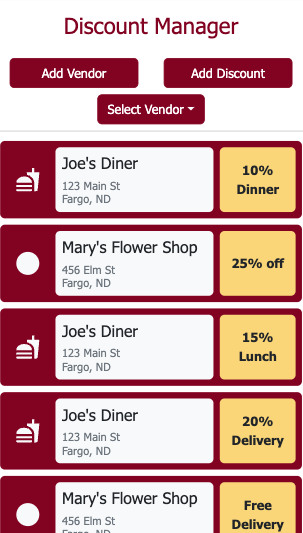 Discount Manager
Add Vendor
Add Discount
Select Vendor
Joe's Diner
123 Main St
Fargo, ND
10%
Dinner
Mary's Flower Shop
456 Elm St
Fargo, ND
25% off
Joe's Diner
123 Main St
Fargo, ND
15%
Lunch
Joe's Diner
123 Main St
Fargo, ND
20%
Delivery
Mary's Flower Shop
456 Elm St
Fargo, ND
Free
Delivery